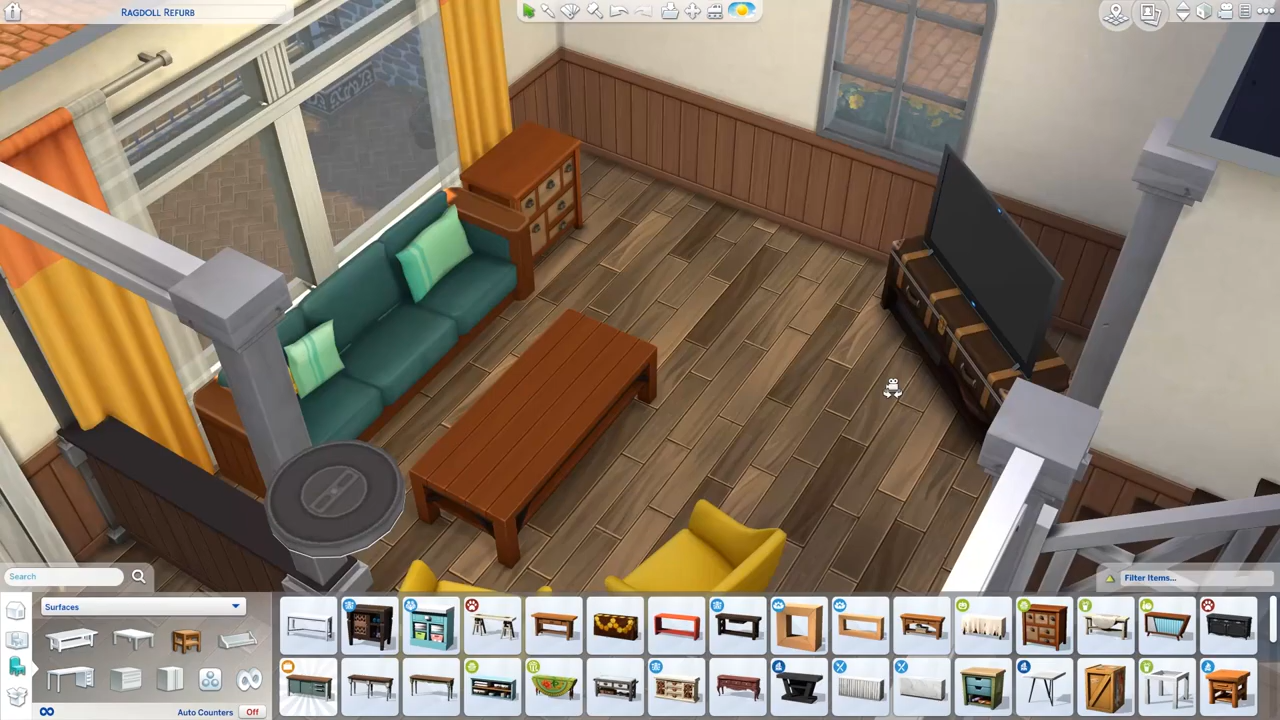 RAGDOLL REFURB
Search
Filter Items...
Surfaces
Auto Counters
Off